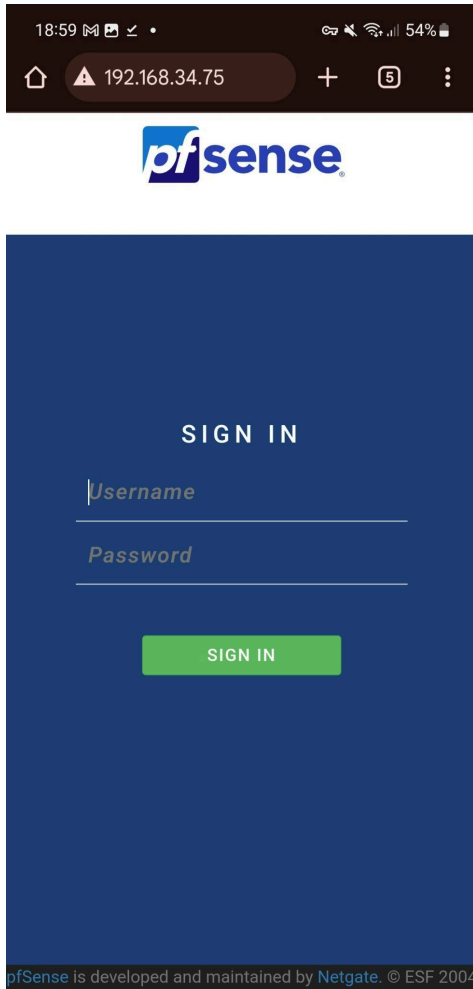 18:59 54%
192.168.34.75 5
pfsense
SIGN IN
Username
Password
SIGN IN
pfSense is developed and maintained by Netgate. © ESF 2004